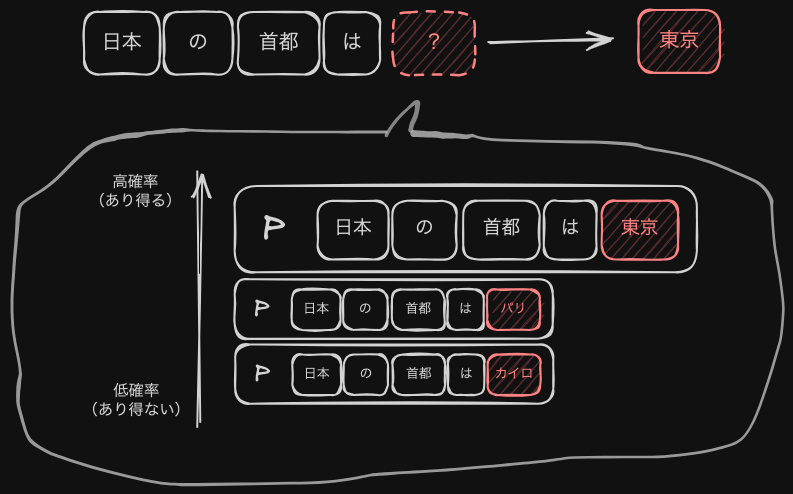 日本 の 首都 は ? 東京
高確率
(あり得る)
P 日本 の 首都 は 東京
P 日本 の 首都 は パリ
P 日本 の 首都 は カイロ
低確率
(あり得ない)